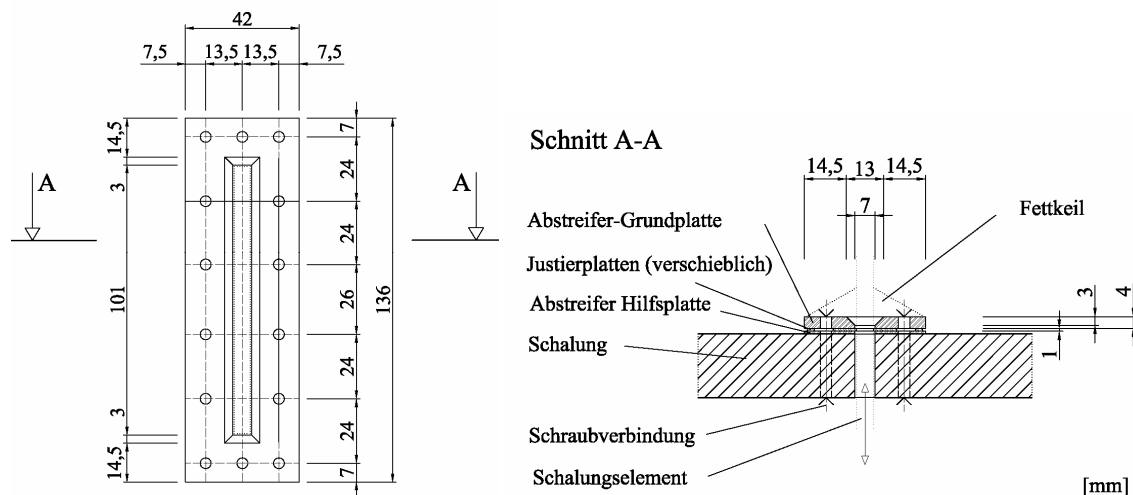 42
7,5 13,5 13,5 7,5
14,5
3
101
3
14,5
7
24
24
26
24
24
7
136
A A
Schnitt A-A
14,5 13 14,5
7
Fettkeil
Abstreifer-Grundplatte
Justierplatten (verschieblich)
Abstreifer Hilfsplatte
Schalung
3
4
1
Schraubverbindung
Schalungselement
[mm]